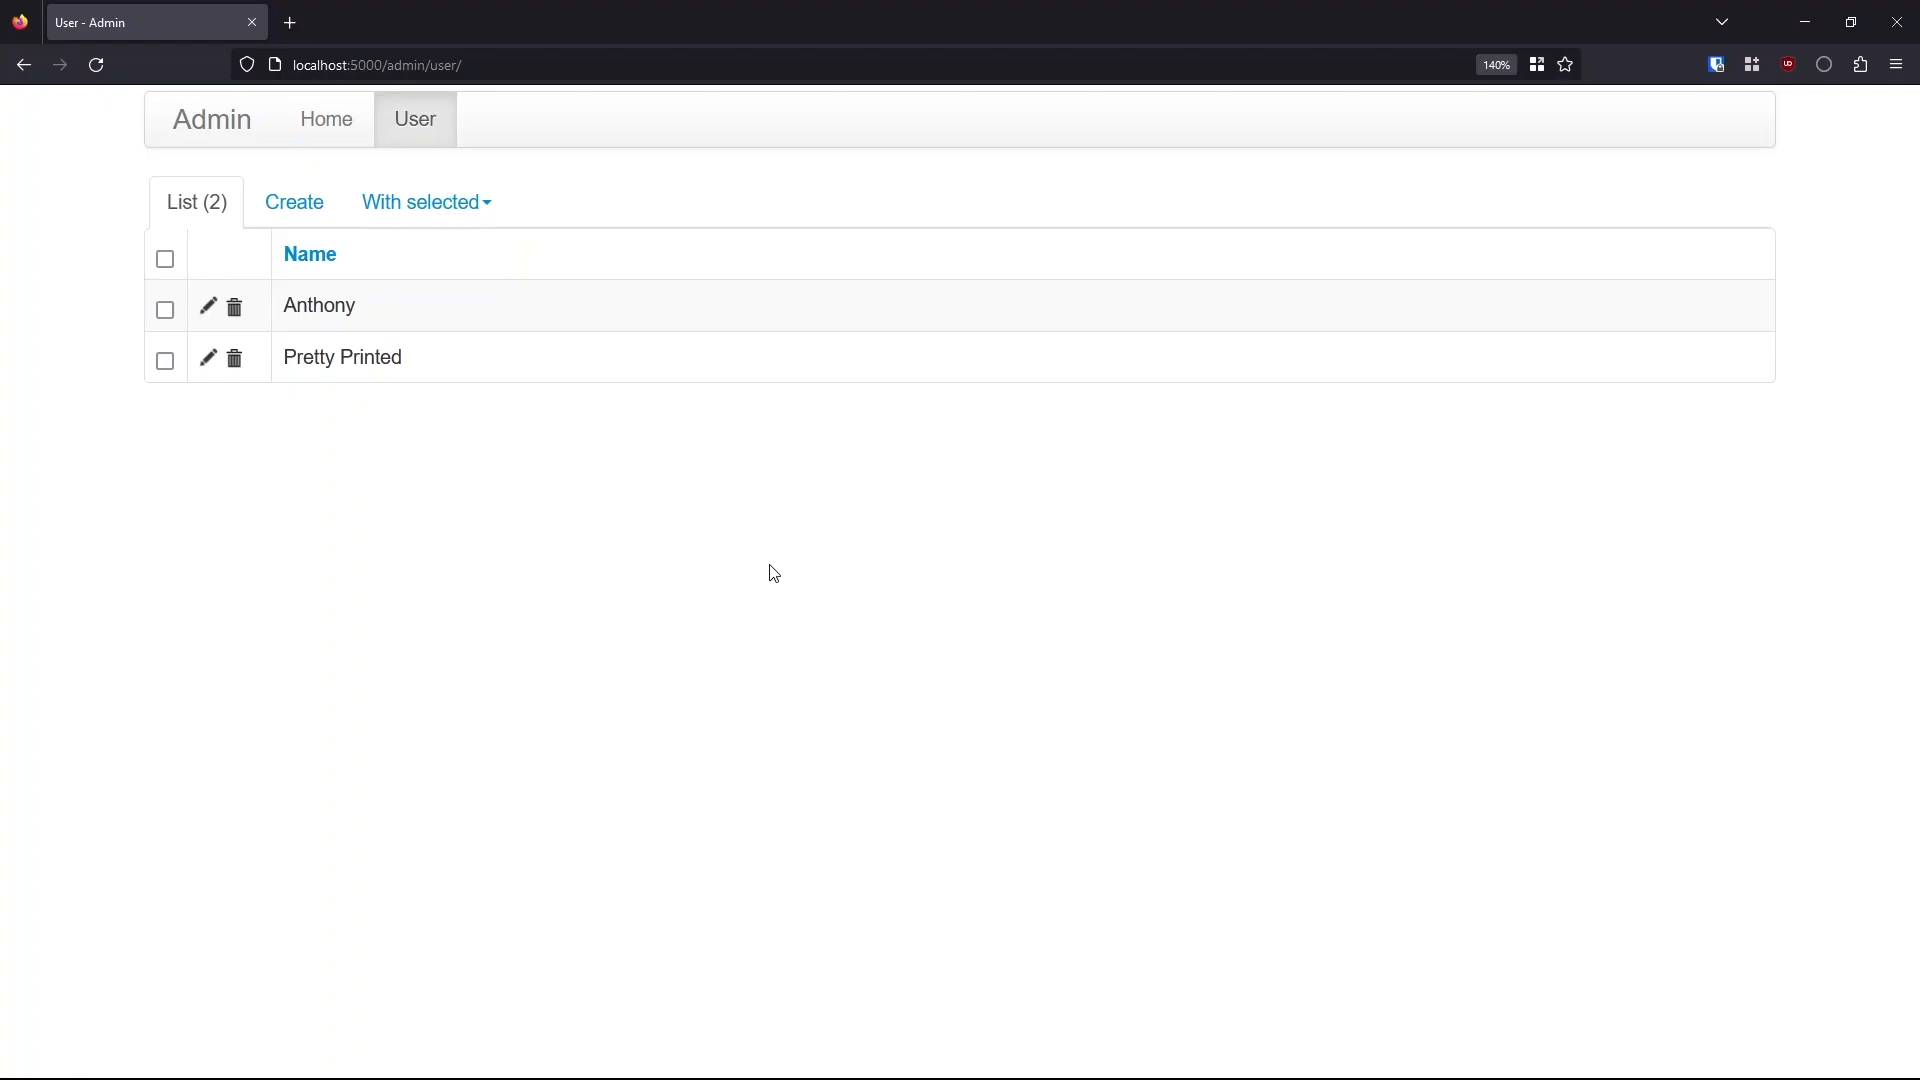 User - Admin
localhost:5000/admin/user/
140%
Admin Home User
List (2) Create With selected
Name
Anthony
Pretty Printed